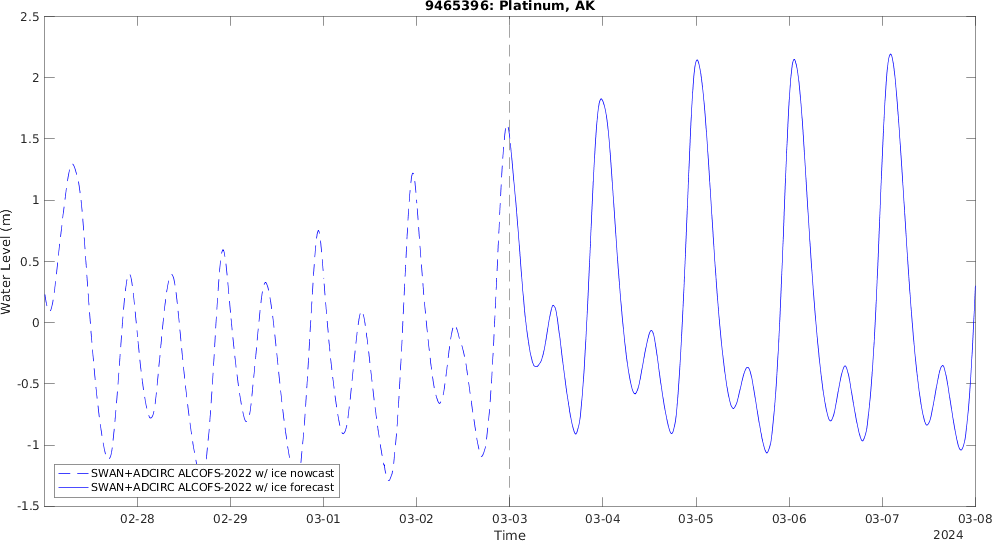 9465396: Platinum, AK
2.5
2
1.5
1
0.5
0
-0.5
-1
-1.5
Water Level (m)
SWAN+ADCIRC ALCOFS-2022 w/ ice nowcast
SWAN+ADCIRC ALCOFS-2022 w/ ice forecast
02-28 02-29 03-01 03-02 03-03 03-04 03-05 03-06 03-07 03-08
Time
2024